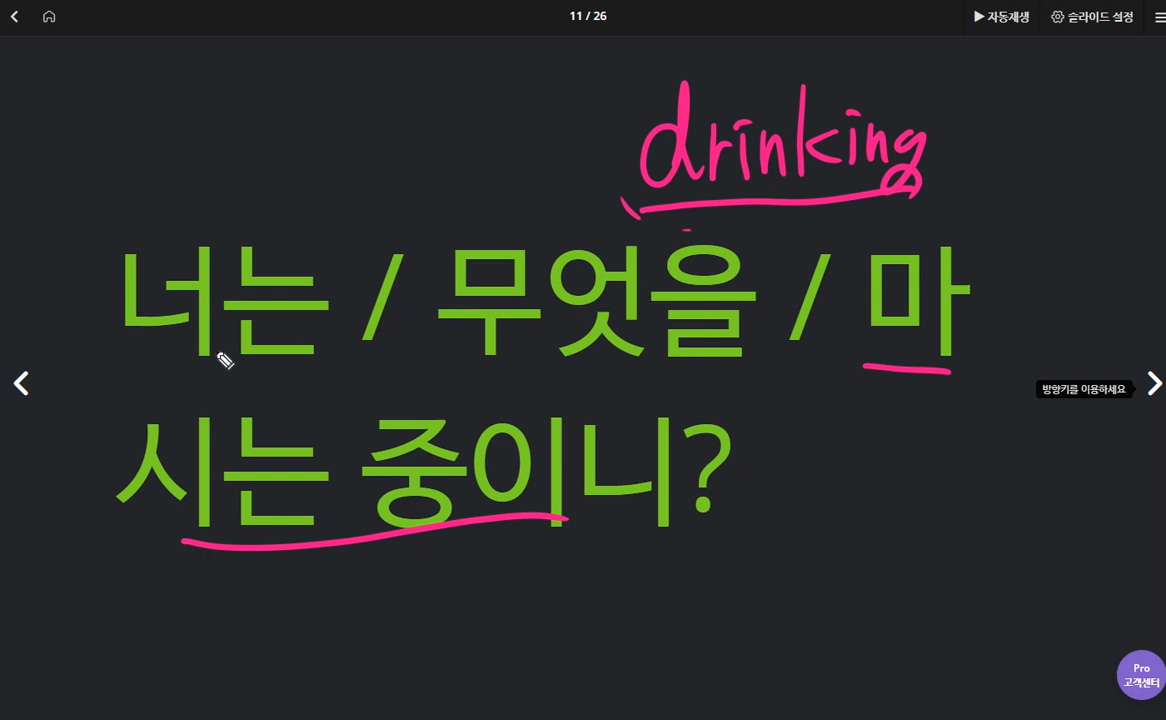 11 / 26
▶ 자동재생
슬라이드 설정
drinking
너는 / 무엇을 / 마
시는 중이니?
방향키를 이용하세요
Pro
고객센터